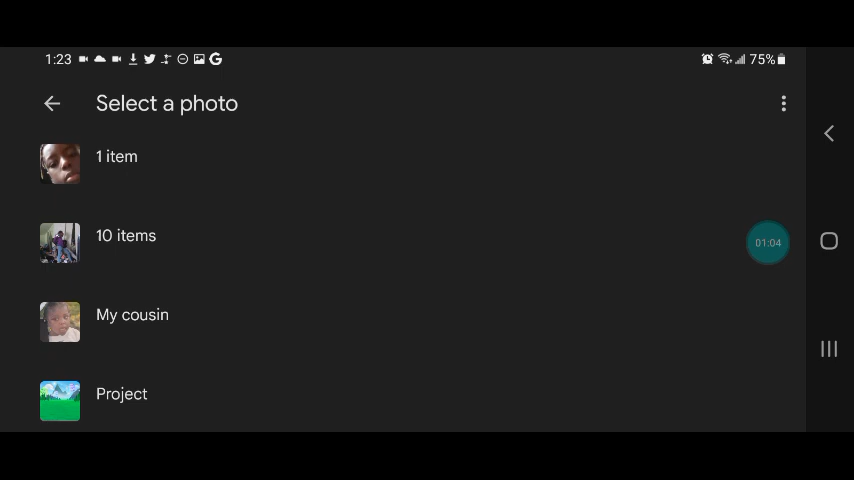 1:23 75%
Select a photo
1 item
10 items
01:04
My cousin
Project